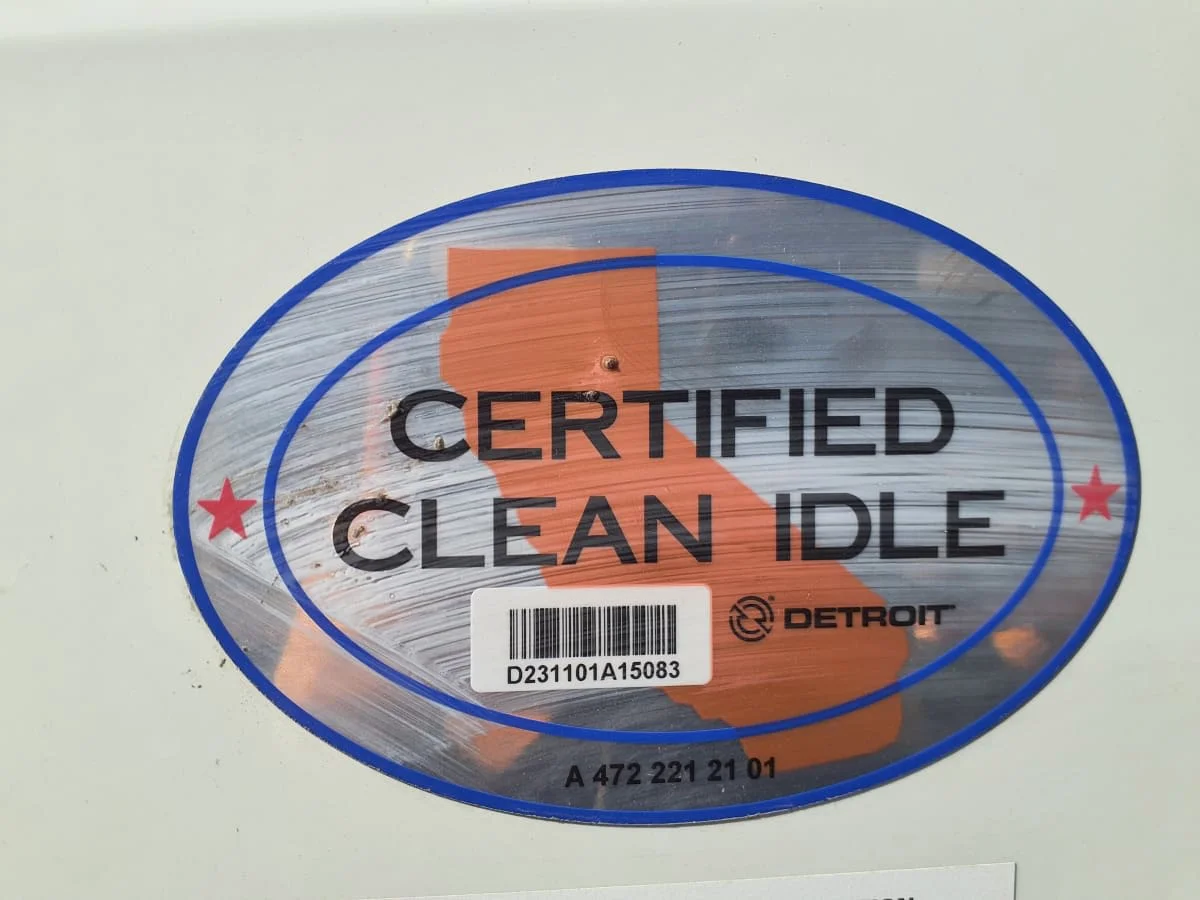 CERTIFIED
CLEAN IDLE
DETROIT
D231101A15083
A 472 221 21 01